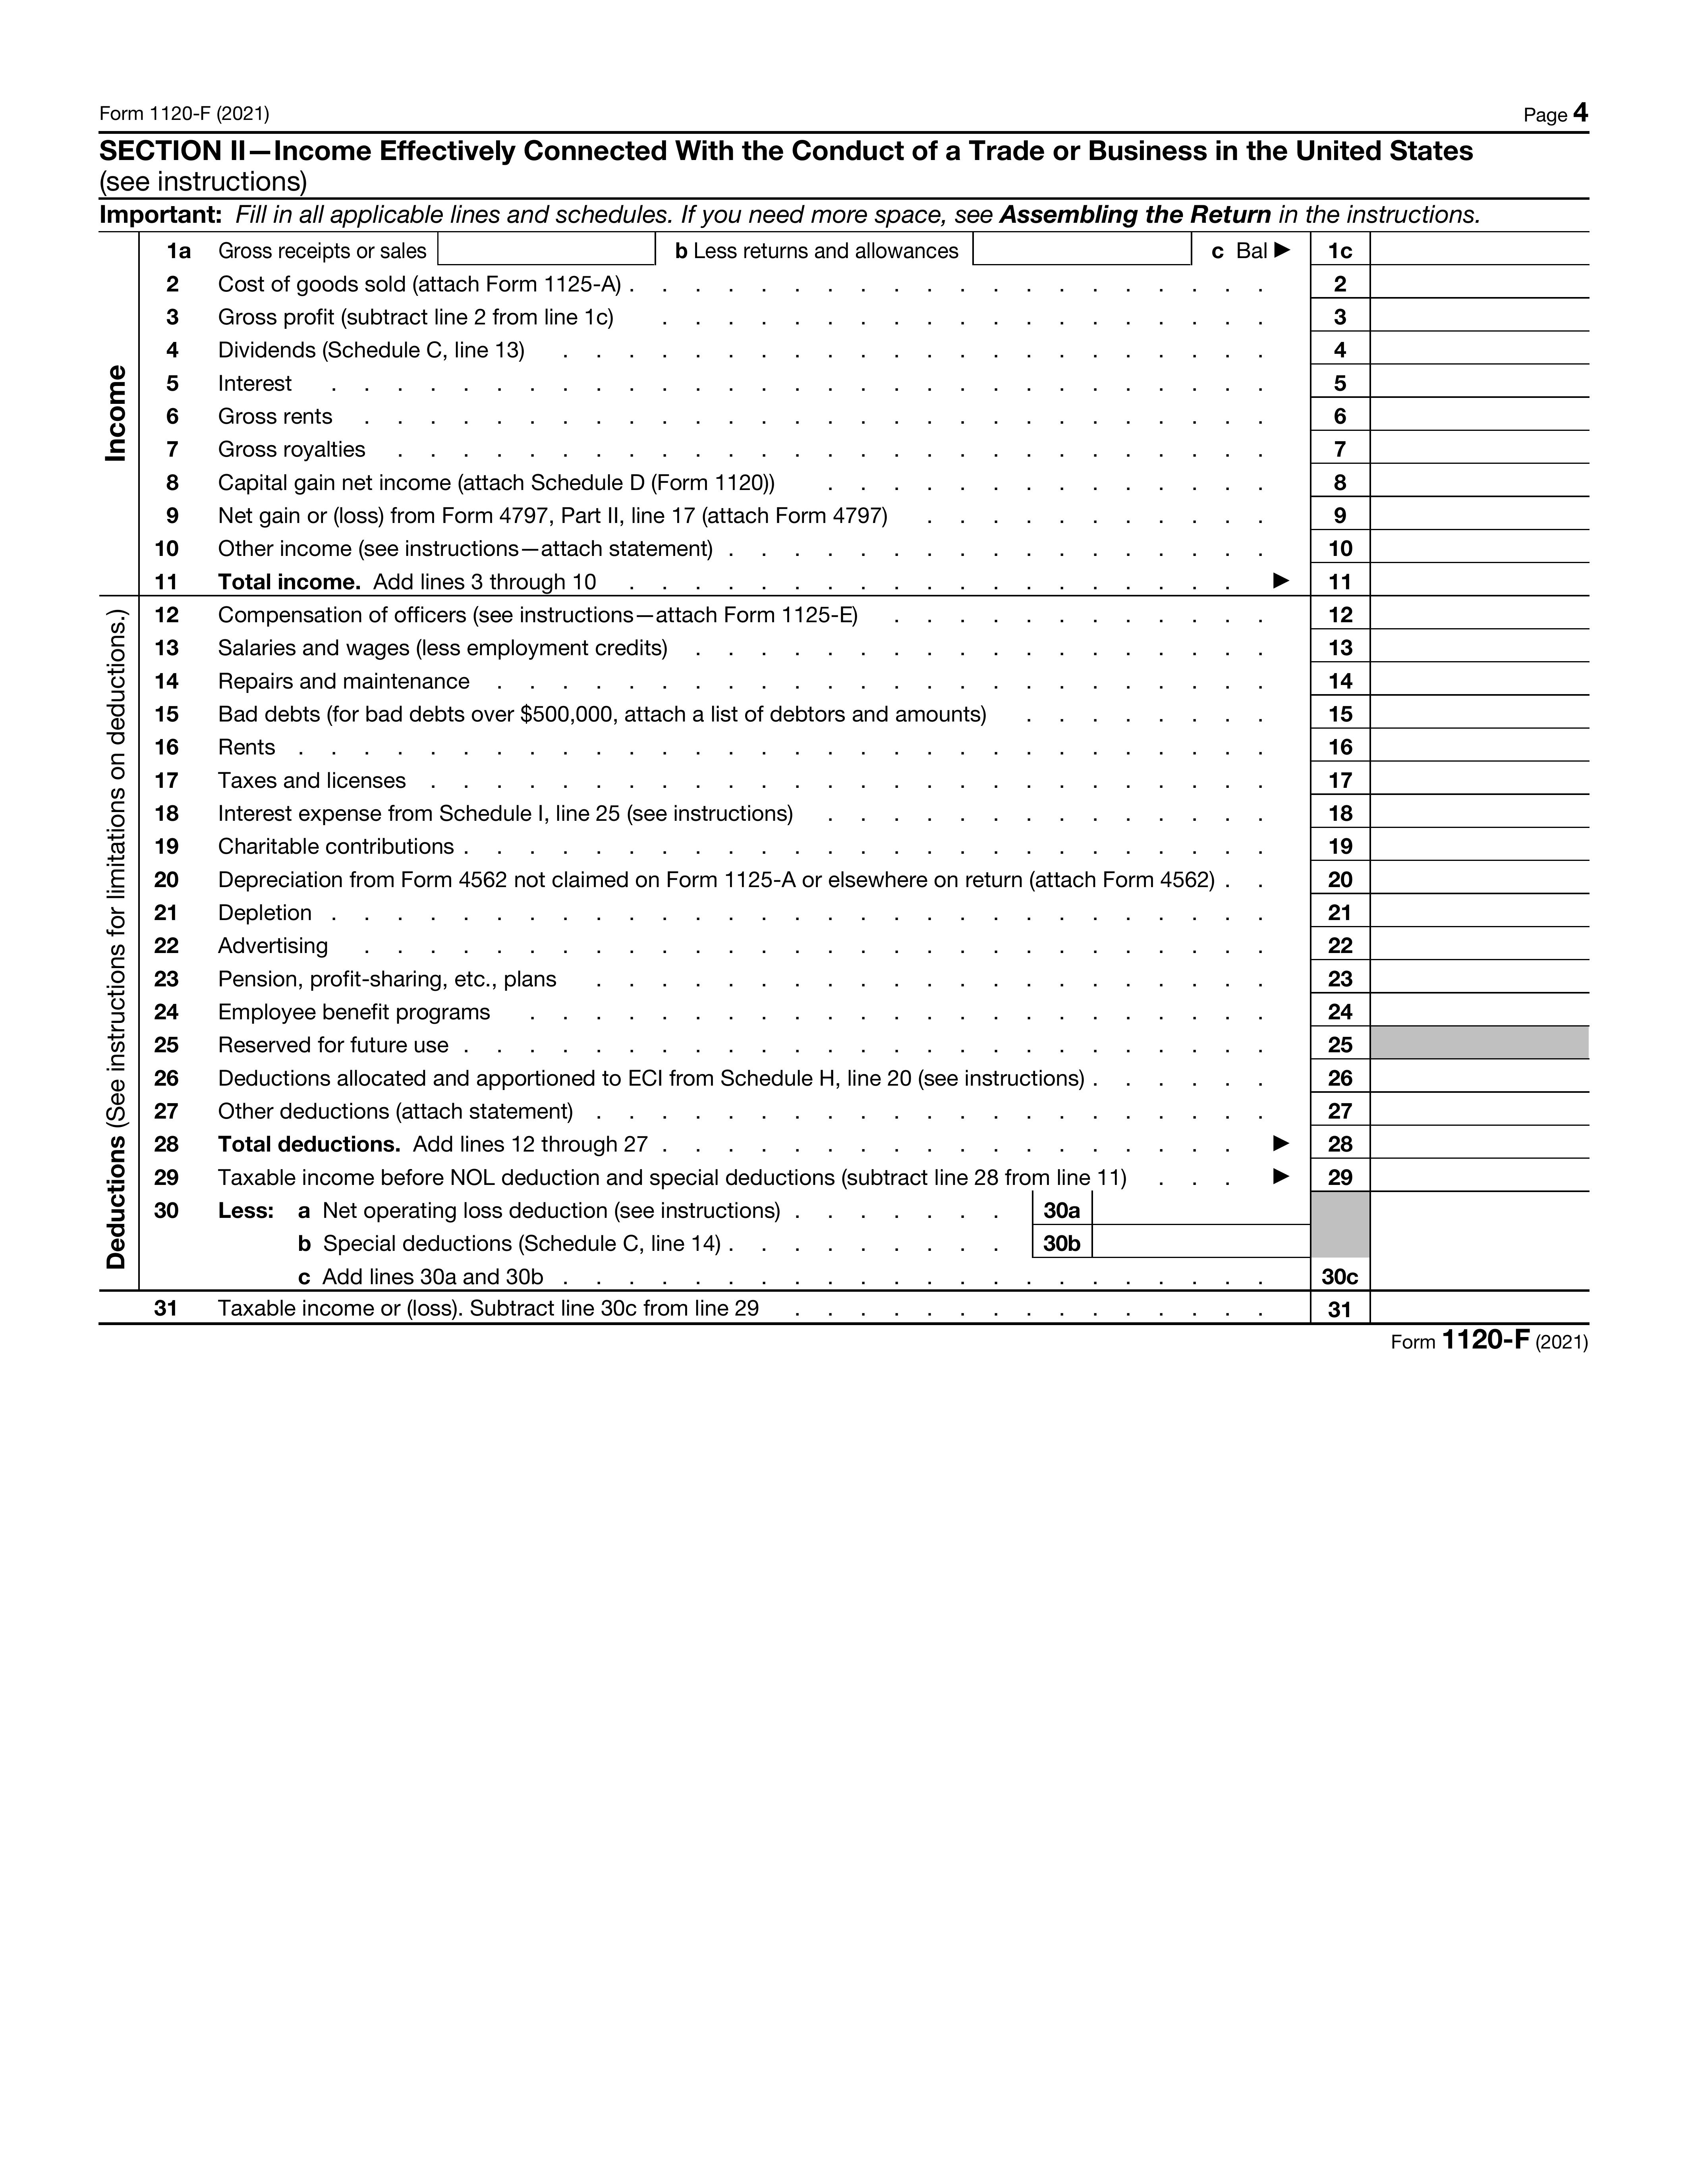 Form 1120-F (2021) Page 4
SECTION II—Income Effectively Connected With the Conduct of a Trade or Business in the United States
(see instructions)
Important: Fill in all applicable lines and schedules. If you need more space, see Assembling the Return in the instructions.
Income
1a Gross receipts or sales b Less returns and allowances c Bal ▶ 1c
2 Cost of goods sold (attach Form 1125-A) . . . . . . . . . . . . . . . . . . . . 2
3 Gross profit (subtract line 2 from line 1c) . . . . . . . . . . . . . . . . . . . 3
4 Dividends (Schedule C, line 13) . . . . . . . . . . . . . . . . . . . . . . 4
5 Interest . . . . . . . . . . . . . . . . . . . . . . . . . . . . . 5
6 Gross rents . . . . . . . . . . . . . . . . . . . . . . . . . . . . 6
7 Gross royalties . . . . . . . . . . . . . . . . . . . . . . . . . . . 7
8 Capital gain net income (attach Schedule D (Form 1120)) . . . . . . . . . . . . . . 8
9 Net gain or (loss) from Form 4797, Part II, line 17 (attach Form 4797) . . . . . . . . . . . 9
10 Other income (see instructions—attach statement) . . . . . . . . . . . . . . . . . 10
11 Total income. Add lines 3 through 10 . . . . . . . . . . . . . . . . . . . ▶ 11
Deductions (See instructions for limitations on deductions.)
12 Compensation of officers (see instructions—attach Form 1125-E) . . . . . . . . . . . . 12
13 Salaries and wages (less employment credits) . . . . . . . . . . . . . . . . . . 13
14 Repairs and maintenance . . . . . . . . . . . . . . . . . . . . . . . . 14
15 Bad debts (for bad debts over $500,000, attach a list of debtors and amounts) . . . . . . . . 15
16 Rents . . . . . . . . . . . . . . . . . . . . . . . . . . . . . . 16
17 Taxes and licenses . . . . . . . . . . . . . . . . . . . . . . . . . . 17
18 Interest expense from Schedule I, line 25 (see instructions) . . . . . . . . . . . . . . 18
19 Charitable contributions . . . . . . . . . . . . . . . . . . . . . . . . . 19
20 Depreciation from Form 4562 not claimed on Form 1125-A or elsewhere on return (attach Form 4562) . . 20
21 Depletion . . . . . . . . . . . . . . . . . . . . . . . . . . . . . 21
22 Advertising . . . . . . . . . . . . . . . . . . . . . . . . . . . . 22
23 Pension, profit-sharing, etc., plans . . . . . . . . . . . . . . . . . . . . . 23
24 Employee benefit programs . . . . . . . . . . . . . . . . . . . . . . . 24
25 Reserved for future use . . . . . . . . . . . . . . . . . . . . . . . . . 25
26 Deductions allocated and apportioned to ECI from Schedule H, line 20 (see instructions) . . . . . . 26
27 Other deductions (attach statement) . . . . . . . . . . . . . . . . . . . . . 27
28 Total deductions. Add lines 12 through 27 . . . . . . . . . . . . . . . . . . ▶ 28
29 Taxable income before NOL deduction and special deductions (subtract line 28 from line 11) . . . ▶ 29
30 Less: a Net operating loss deduction (see instructions) . . . . . . . 30a
b Special deductions (Schedule C, line 14) . . . . . . . . . 30b
c Add lines 30a and 30b . . . . . . . . . . . . . . . . . . . . . . 30c
31 Taxable income or (loss). Subtract line 30c from line 29 . . . . . . . . . . . . . . . 31
Form 1120-F (2021)